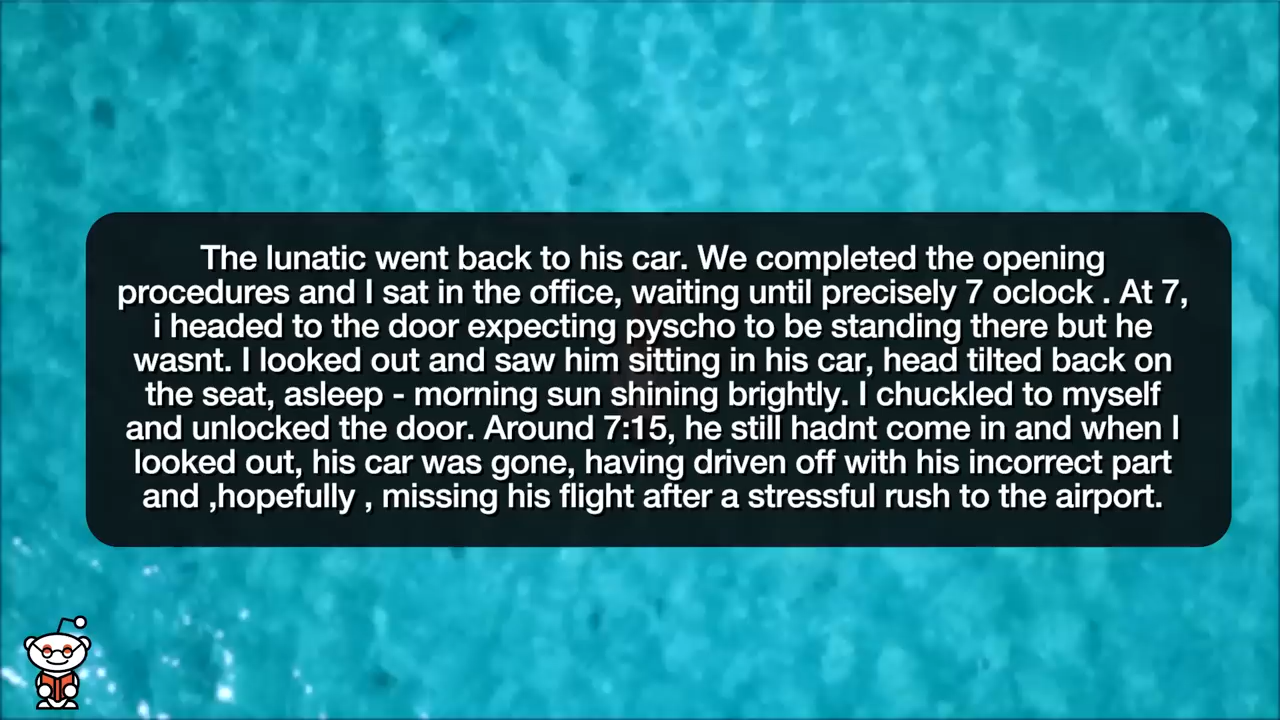 The lunatic went back to his car. We completed the opening
procedures and I sat in the office, waiting until precisely 7 oclock . At 7,
i headed to the door expecting pyscho to be standing there but he
wasnt. I looked out and saw him sitting in his car, head tilted back on
the seat, asleep - morning sun shining brightly. I chuckled to myself
and unlocked the door. Around 7:15, he still hadnt come in and when I
looked out, his car was gone, having driven off with his incorrect part
and ,hopefully , missing his flight after a stressful rush to the airport.